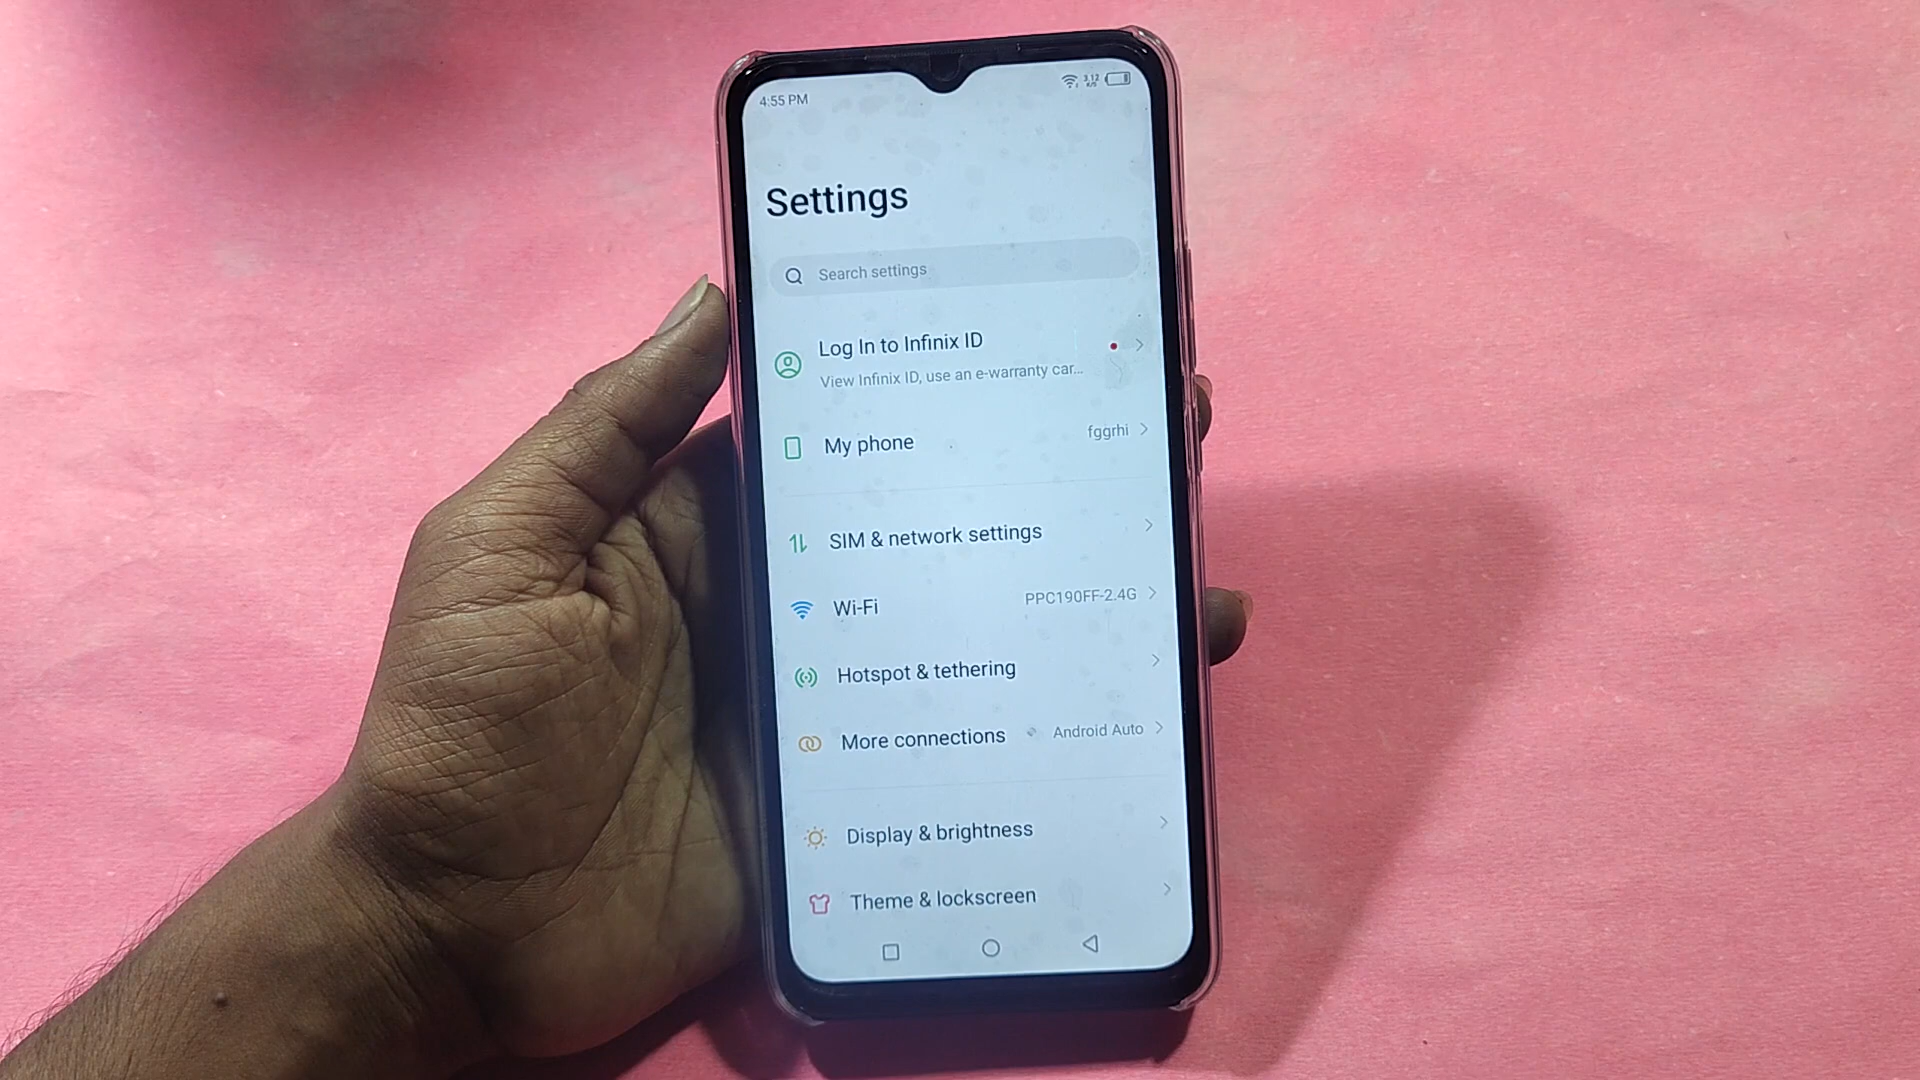 4:55 PM
3.12
K/S
Settings
Search settings
Log In to Infinix ID
View Infinix ID, use an e-warranty car...
My phone fggrhi
SIM & network settings
Wi-Fi PPC190FF-2.4G
Hotspot & tethering
More connections Android Auto
Display & brightness
Theme & lockscreen